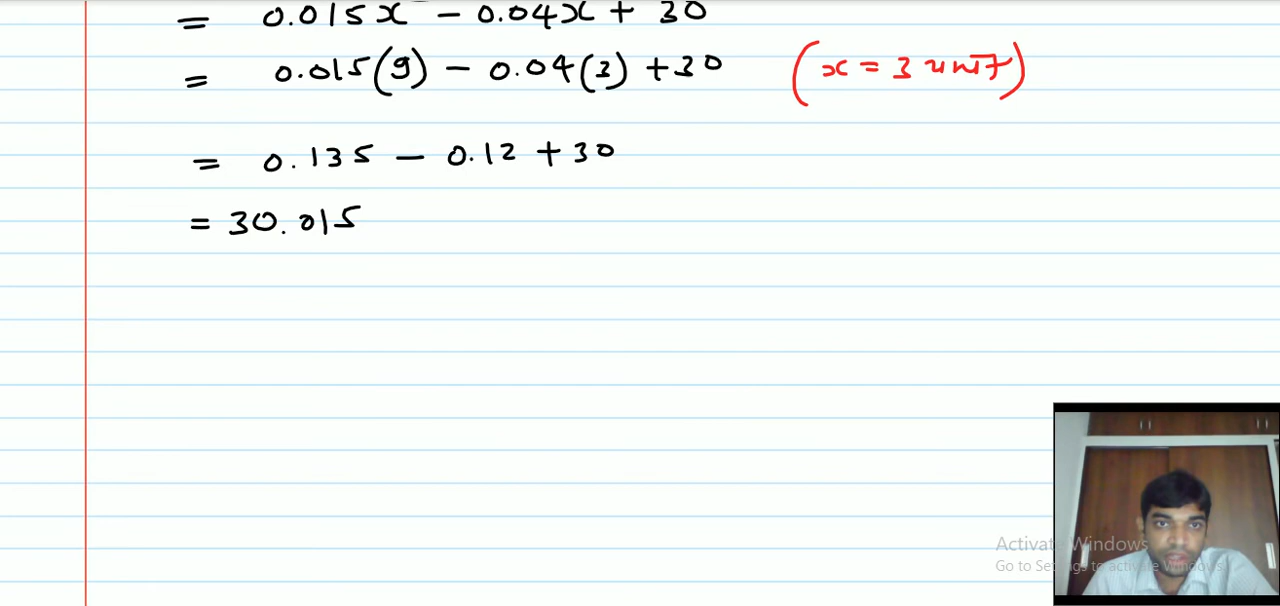 = 0.015x - 0.04x + 30
= 0.015(9) - 0.04(3) + 30 (x = 3 unit)
= 0.135 - 0.12 + 30
= 30.015
Activate Windows
Go to Settings to activate Windows.